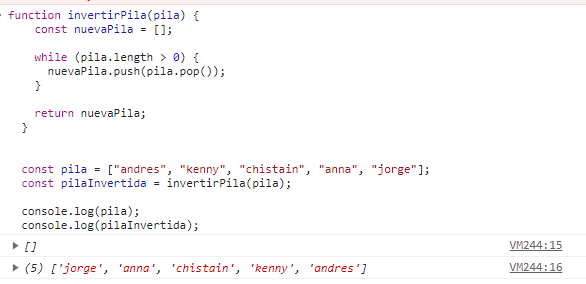 function invertirPila(pila) {
const nuevaPila = [];
while (pila.length > 0) {
nuevaPila.push(pila.pop());
}
return nuevaPila;
}
const pila = ["andres", "kenny", "chistain", "anna", "jorge"];
const pilaInvertida = invertirPila(pila);
console.log(pila);
console.log(pilaInvertida);
[] VM244:15
(5) ['jorge', 'anna', 'chistain', 'kenny', 'andres'] VM244:16